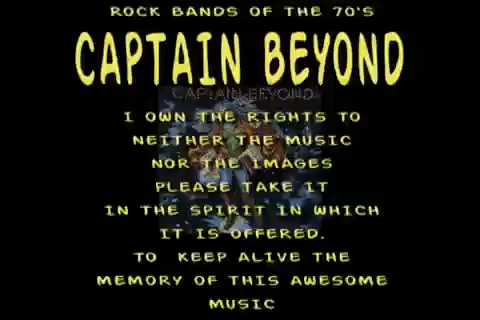 ROCK BANDS OF THE 70'S
CAPTAIN BEYOND
CAPTAIN BEYOND
I OWN THE RIGHTS TO
NEITHER THE MUSIC
NOR THE IMAGES
PLEASE TAKE IT
IN THE SPIRIT IN WHICH
IT IS OFFERED.
TO KEEP ALIVE THE
MEMORY OF THIS AWESOME
MUSIC